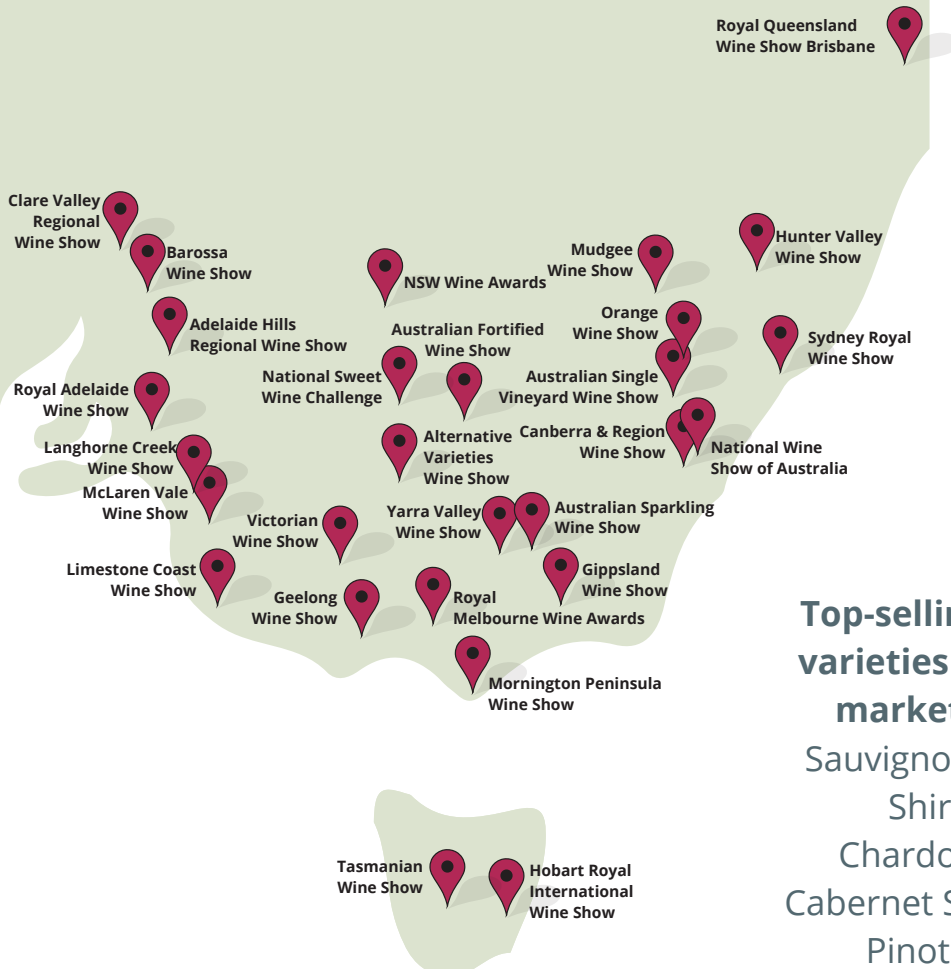 Royal Queensland
Wine Show Brisbane
Clare Valley
Regional
Wine Show
Barossa
Wine Show
Adelaide Hills
Regional Wine Show
Royal Adelaide
Wine Show
Langhorne Creek
Wine Show
McLaren Vale
Wine Show
Limestone Coast
Wine Show
NSW Wine Awards
Australian Fortified
Wine Show
National Sweet
Wine Challenge
Alternative
Varieties
Wine Show
Victorian
Wine Show
Geelong
Wine Show
Yarra Valley
Wine Show
Australian Sparkling
Wine Show
Gippsland
Wine Show
Royal
Melbourne Wine Awards
Mornington Peninsula
Wine Show
Mudgee
Wine Show
Hunter Valley
Wine Show
Orange
Wine Show
Sydney Royal
Wine Show
Australian Single
Vineyard Wine Show
Canberra & Region
Wine Show
National Wine
Show of Australia
Tasmanian
Wine Show
Hobart Royal
International
Wine Show
varieties
Cabernet
Pinot